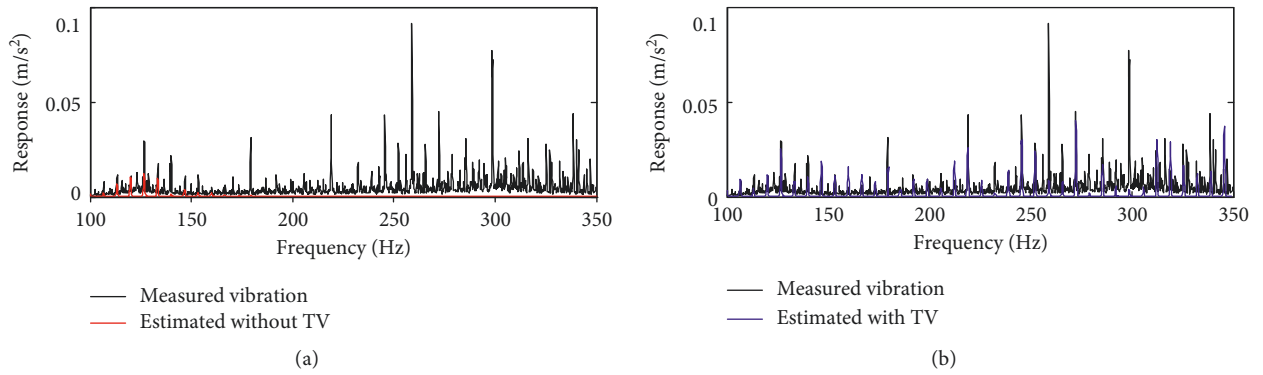 0.1
0.05
0
Response (m/s²)
100 150 200 250 300 350
Frequency (Hz)
Measured vibration
Estimated without TV
(a)
0.1
0.05
0
Response (m/s²)
100 150 200 250 300 350
Frequency (Hz)
Measured vibration
Estimated with TV
(b)